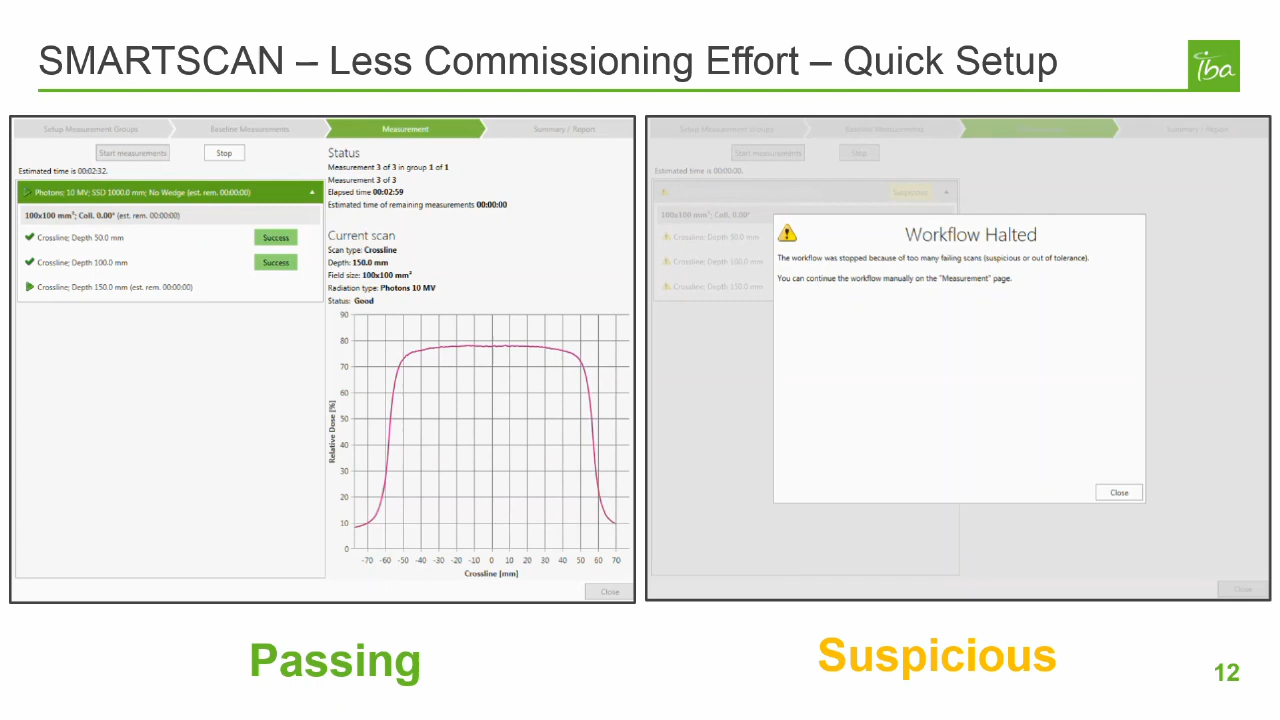 SMARTSCAN – Less Commissioning Effort – Quick Setup
iba
Setup Measurement Groups
Baseline Measurements
Measurement
Summary / Report
Start measurements
Stop
Estimated time is 00:02:32.
Photons; 10 MV; SSD 1000.0 mm; No Wedge (est. rem. 00:00:00)
100x100 mm²; Coll. 0.00° (est. rem. 00:00:00)
Crossline; Depth 50.0 mm
Success
Crossline; Depth 100.0 mm
Success
Crossline; Depth 150.0 mm (est. rem. 00:00:00)
Status
Measurement 3 of 3 in group 1 of 1
Measurement 3 of 3
Elapsed time 00:02:59
Estimated time of remaining measurements 00:00:00
Current scan
Scan type: Crossline
Depth: 150.0 mm
Field size: 100x100 mm²
Radiation type: Photons 10 MV
Status: Good
90
80
70
60
50
40
30
20
10
0
Relative Dose [%]
-70 -60 -50 -40 -30 -20 -10 0 10 20 30 40 50 60 70
Crossline [mm]
Close
Setup Measurement Groups
Baseline Measurements
Summary / Report
Start measurements
Stop
Estimated time is 00:00:00.
Suspicious
100x100 mm²; Coll. 0.00°
Crossline; Depth 50.0 mm
Crossline; Depth 100.0 mm
Crossline; Depth 150.0 mm
Workflow Halted
The workflow was stopped because of too many failing scans (suspicious or out of tolerance).
You can continue the workflow manually on the "Measurement" page.
Close
Close
Passing
Suspicious
12